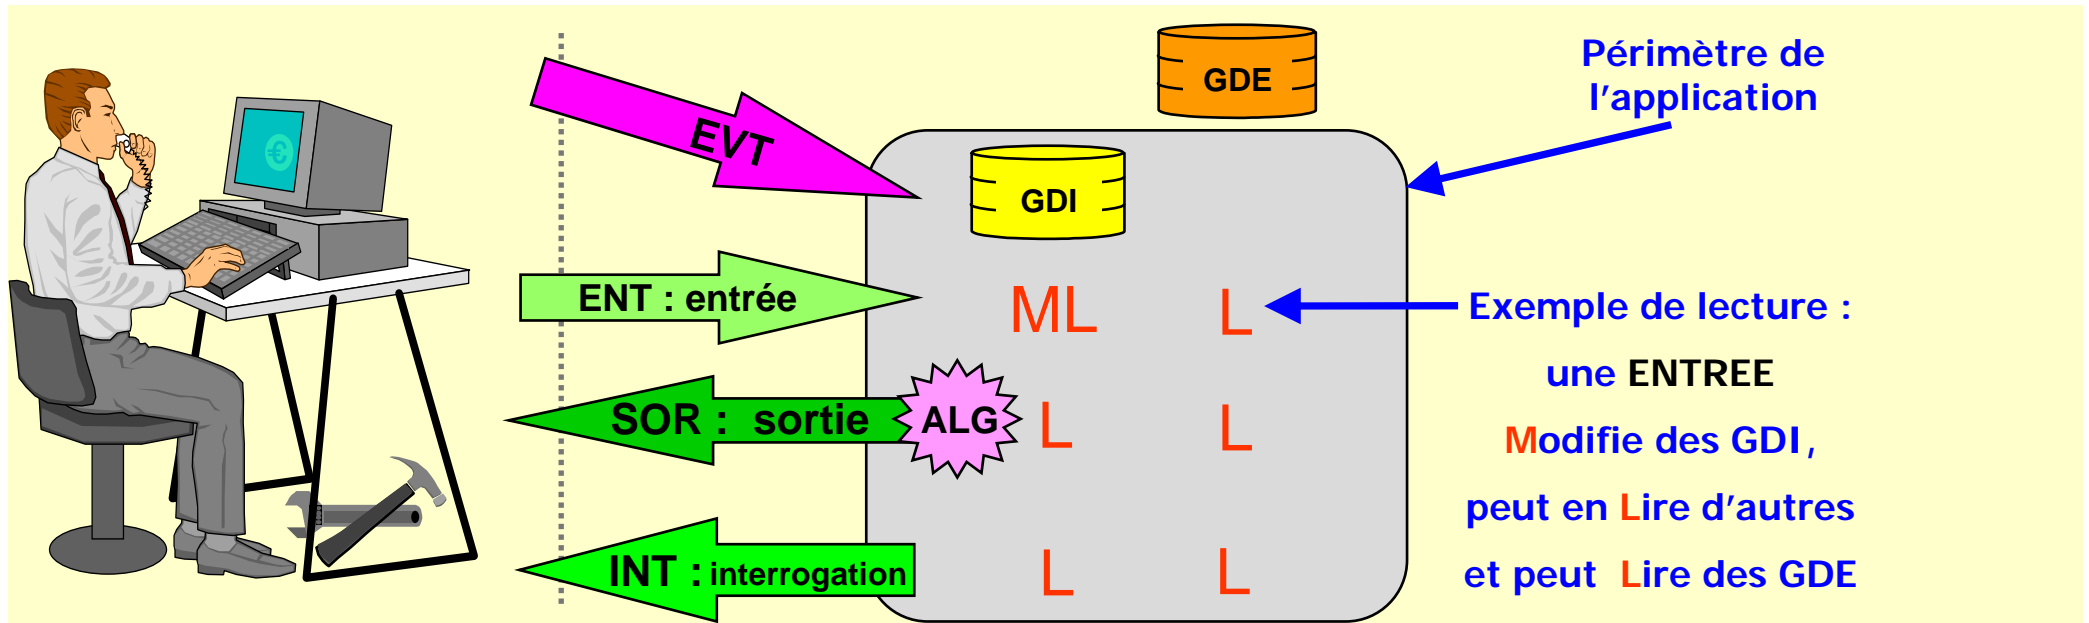 GDE
Périmètre de
l'application
EVT
GDI
€
ENT : entrée
ML
L
Exemple de lecture :
une ENTREE
SOR : sortie
ALG
L
L
Modifie des GDI,
peut en Lire d'autres
INT : interrogation
L
L
et peut Lire des GDE